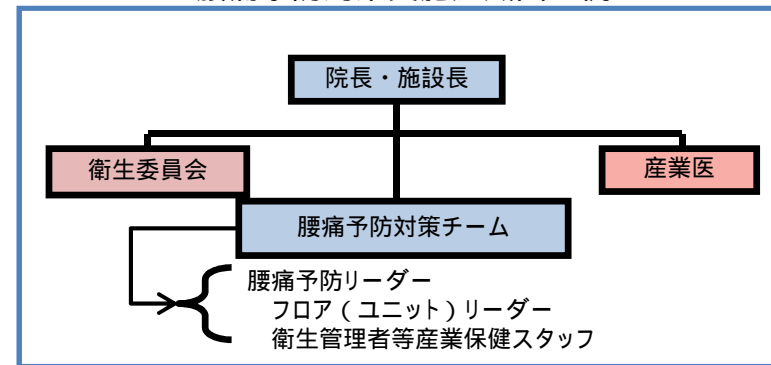 院長・施設長
衛生委員会
産業医
腰痛予防対策チーム
腰痛予防リーダー
フロア(ユニット)リーダー
衛生管理者等産業保健スタッフ